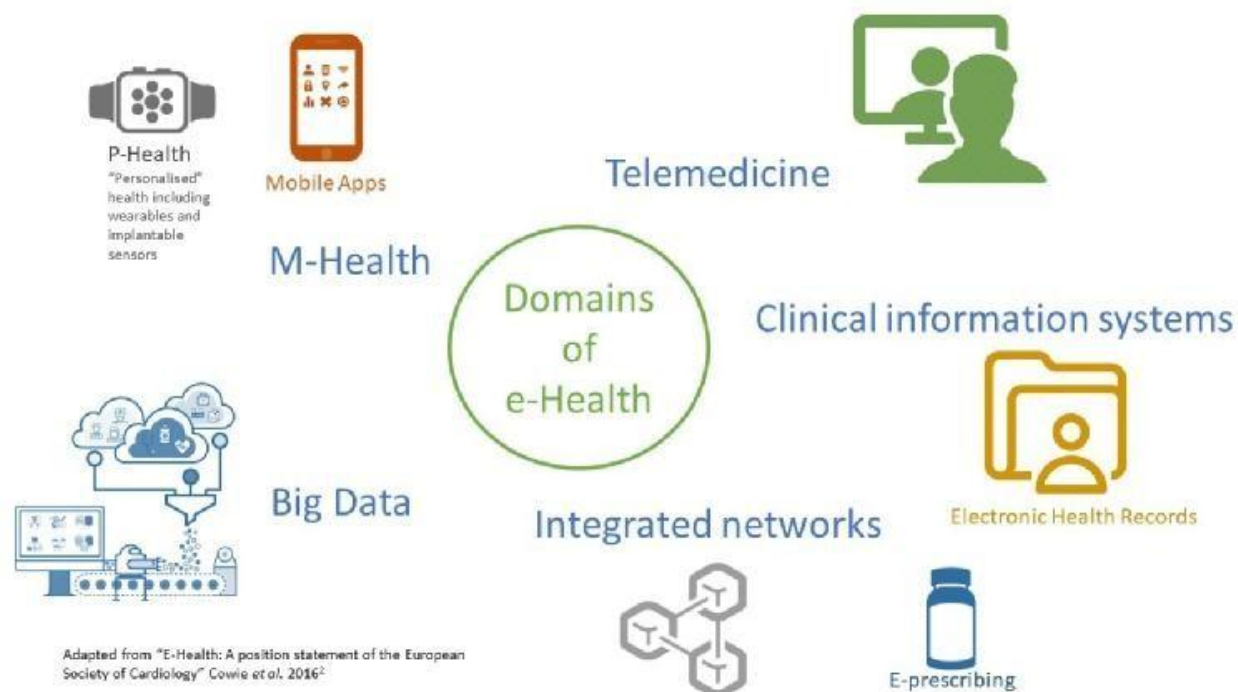 P-Health
"Personalised"
health including
wearables and
implantable
sensors
Mobile Apps
M-Health
Telemedicine
Domains
of
e-Health
Clinical information systems
Electronic Health Records
Big Data
Integrated networks
E-prescribing
Adapted from "E-Health: A position statement of the European
Society of Cardiology" Cowie et al. 2016²